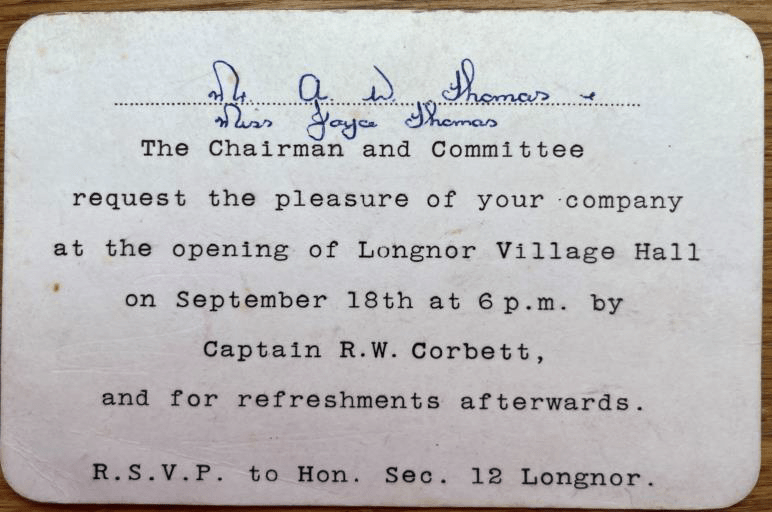 Mr. A. W. Thomas &
Miss Joyce Thomas
The Chairman and Committee
request the pleasure of your company
at the opening of Longnor Village Hall
on September 18th at 6 p.m. by
Captain R.W. Corbett,
and for refreshments afterwards.
R.S.V.P. to Hon. Sec. 12 Longnor.